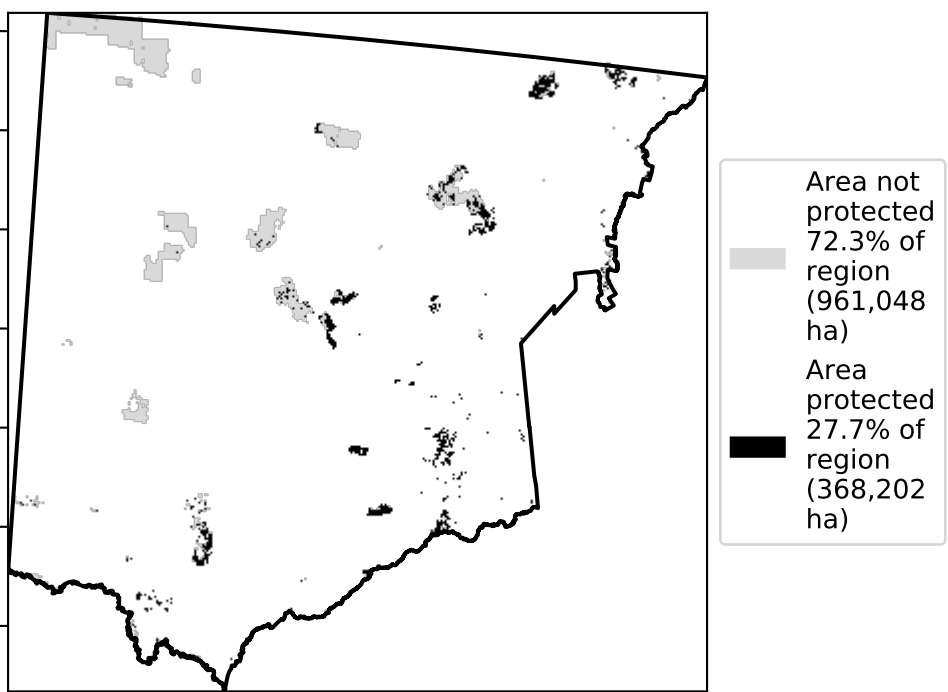 Area not
protected
72.3% of
region
(961,048
ha)
Area
protected
27.7% of
region
(368,202
ha)